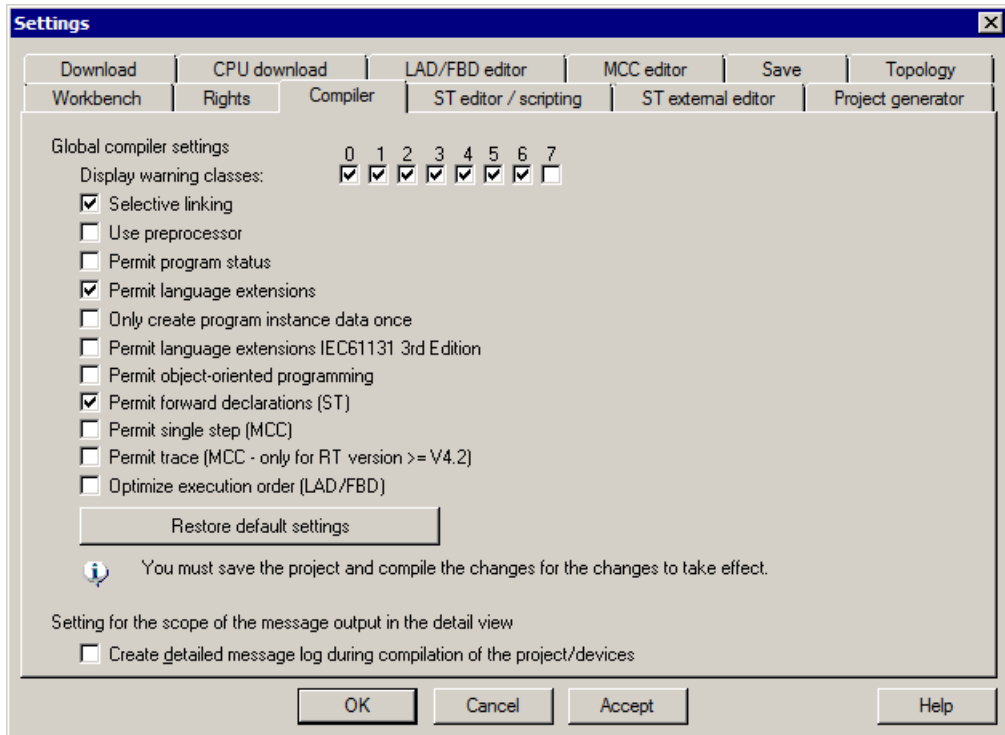 Settings
Download CPU download LAD/FBD editor MCC editor Save Topology
Workbench Rights Compiler ST editor / scripting ST external editor Project generator
Global compiler settings
0 1 2 3 4 5 6 7
Display warning classes:
Selective linking
Use preprocessor
Permit program status
Permit language extensions
Only create program instance data once
Permit language extensions IEC61131 3rd Edition
Permit object-oriented programming
Permit forward declarations (ST)
Permit single step (MCC)
Permit trace (MCC - only for RT version >= V4.2)
Optimize execution order (LAD/FBD)
Restore default settings
You must save the project and compile the changes for the changes to take effect.
Setting for the scope of the message output in the detail view
Create detailed message log during compilation of the project/devices
OK Cancel Accept Help